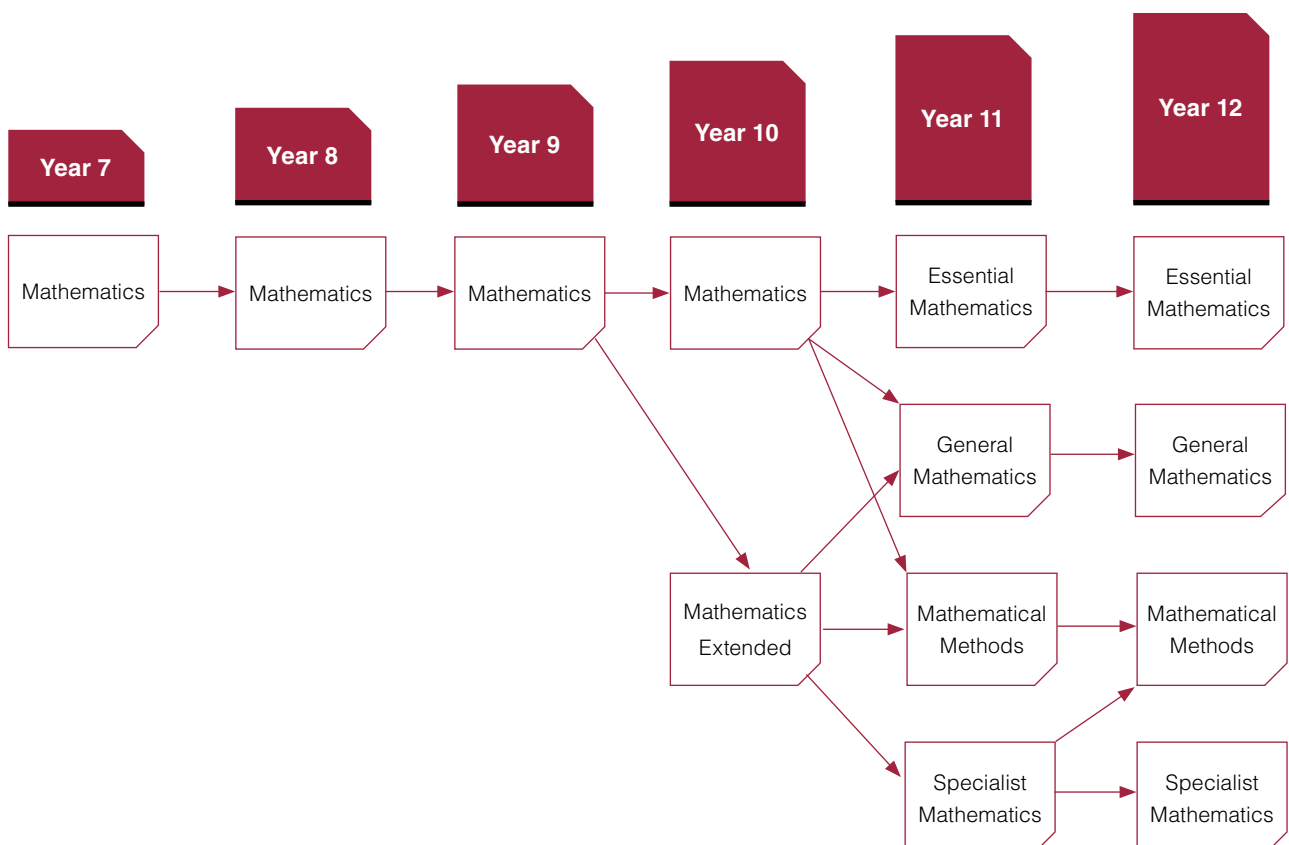 Year 7
Year 8
Year 9
Year 10
Year 11
Year 12
Mathematics
Mathematics
Mathematics
Mathematics
Essential
Mathematics
Essential
Mathematics
General
Mathematics
General
Mathematics
Mathematics
Extended
Mathematical
Methods
Mathematical
Methods
Specialist
Mathematics
Specialist
Mathematics